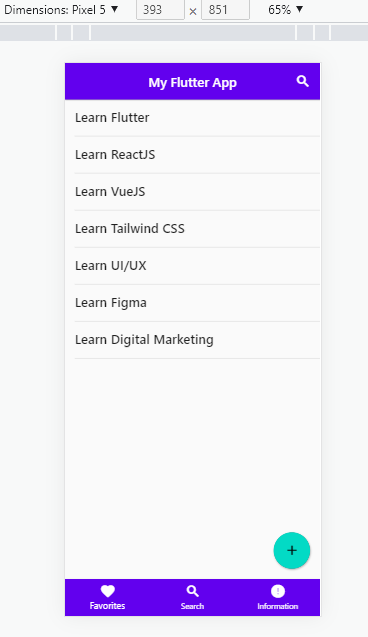 Dimensions: Pixel 5 ▼ 393 × 851 65% ▼
My Flutter App
Learn Flutter
Learn ReactJS
Learn VueJS
Learn Tailwind CSS
Learn UI/UX
Learn Figma
Learn Digital Marketing
+
Favorites Search Information